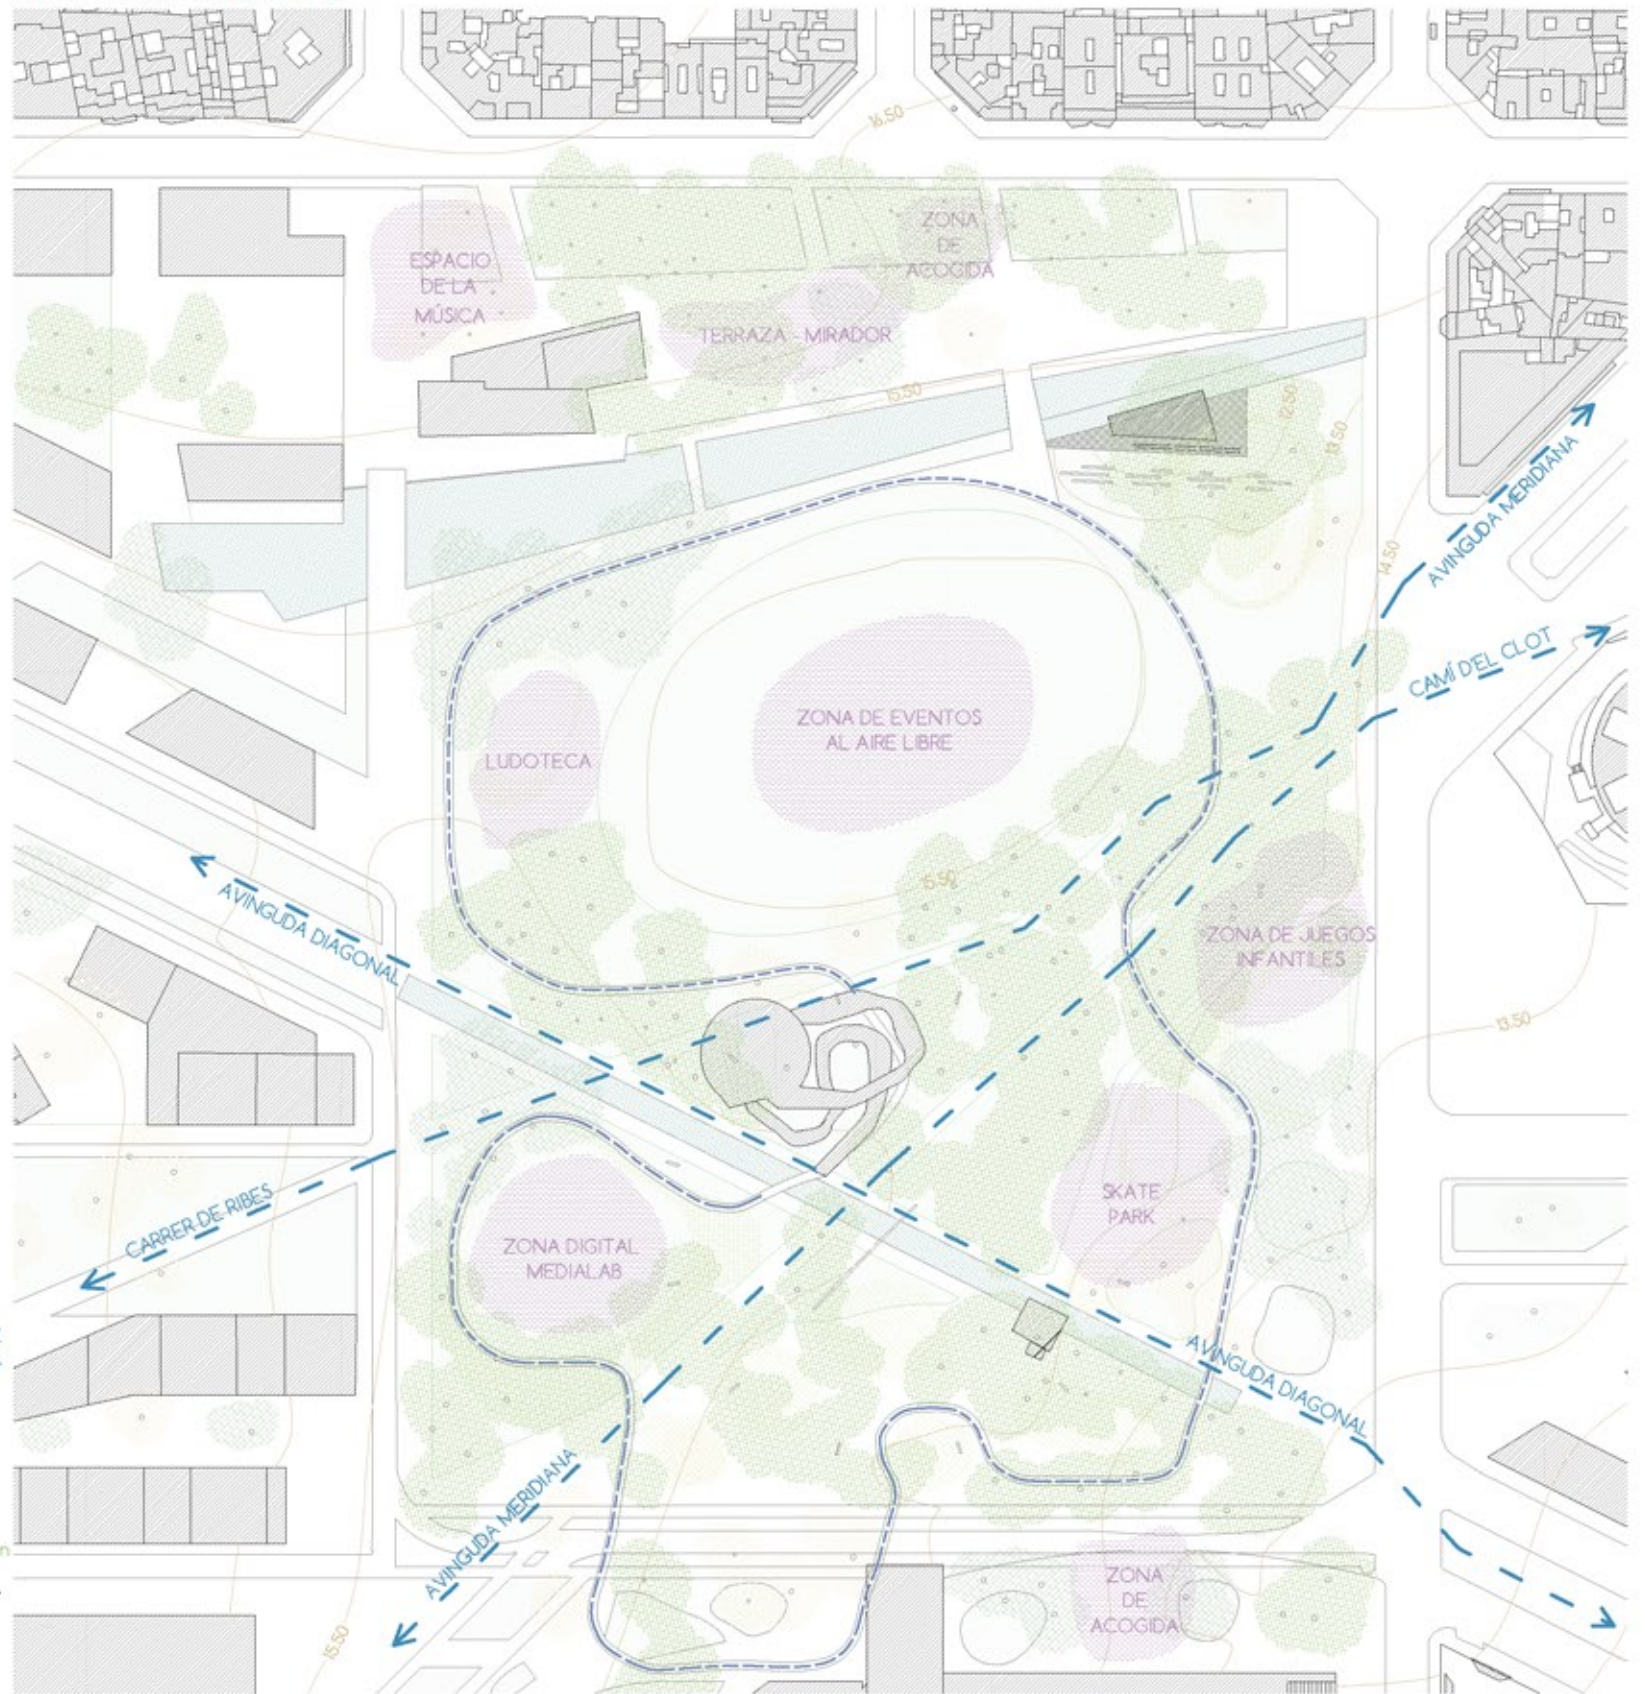 16.50
ZONA
DE
ACOGIDA
ESPACIO
DE LA
MÚSICA
TERRAZA - MIRADOR
15.50
12.50
13.50
AVINGUDA MERIDIANA
14.50
CAMÍ DEL CLOT
ZONA DE EVENTOS
AL AIRE LIBRE
LUDOTECA
15.50
AVINGUDA DIAGONAL
ZONA DE JUEGOS
INFANTILES
13.50
SKATE
PARK
CARRER DE RIBES
ZONA DIGITAL
MEDIALAB
AVINGUDA DIAGONAL
AVINGUDA MERIDIANA
ZONA
DE
ACOGIDA
15.50